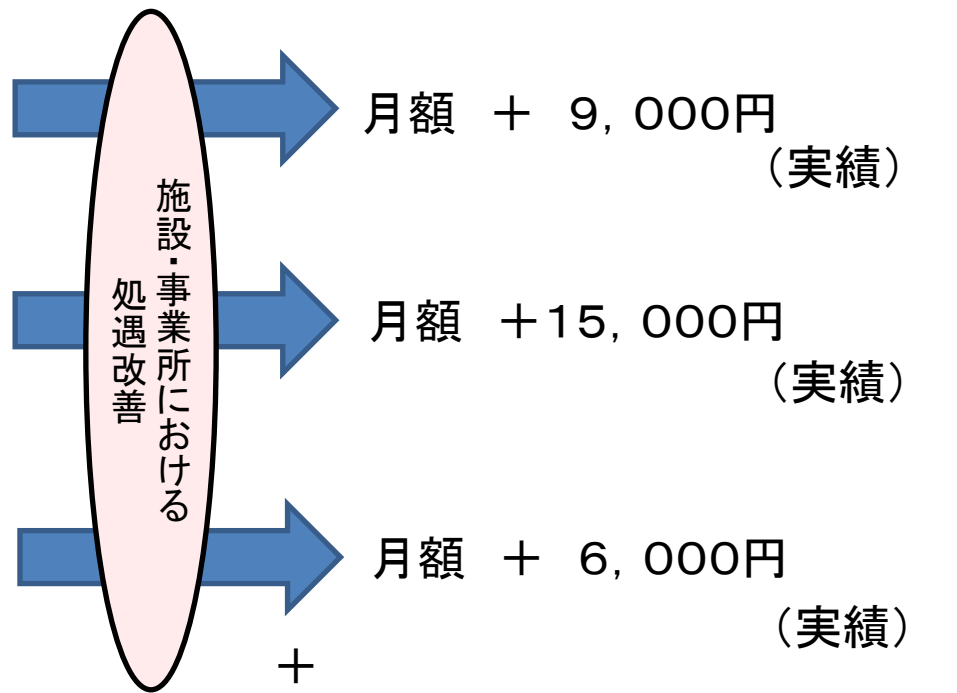 月額 ＋ ９，０００円
（実績）
施設・事業所における
処遇改善
月額 ＋１５，０００円
（実績）
月額 ＋ ６，０００円
（実績）
＋